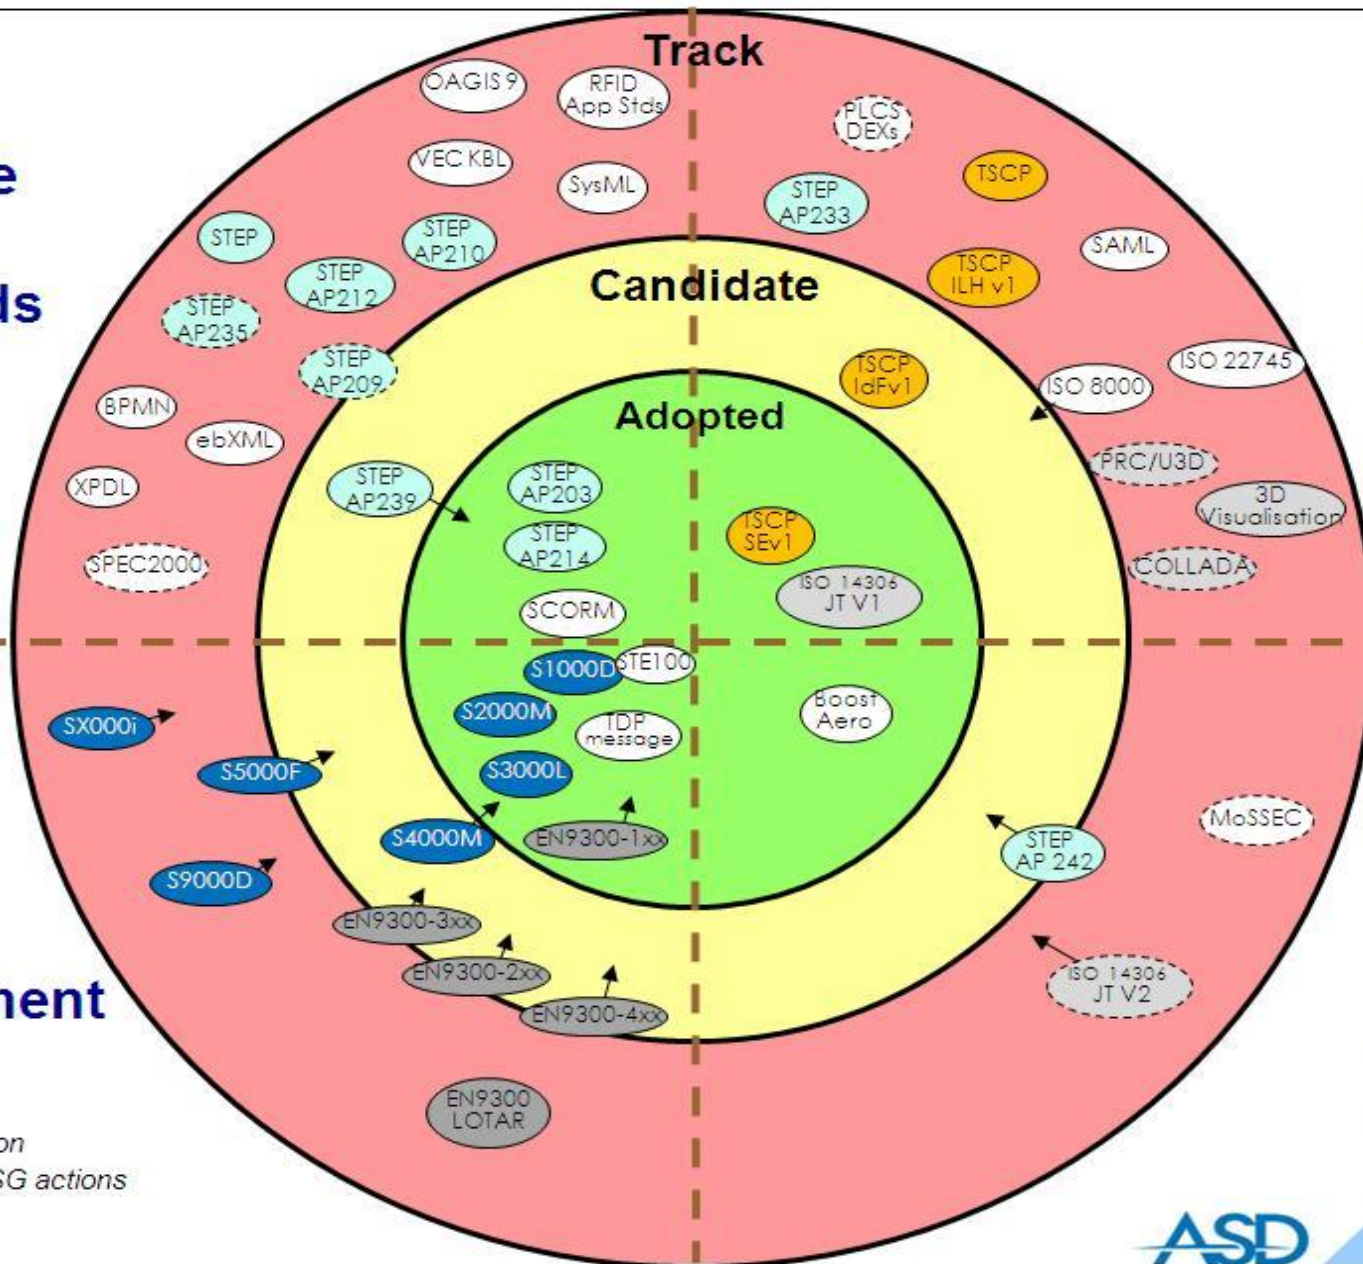 Track
OAGIS 9
RFID
App Stds
PLCS
DEXs
VEC KBL
SysML
TSCP
STEP
AP233
STEP
STEP
AP210
SAML
STEP
AP212
Candidate
TSCP
ILH v1
STEP
AP235
STEP
AP209
TSCP
IdFv1
ISO 22745
ISO 8000
BPMN
Adopted
ebXML
PRC/U3D
XPDL
STEP
AP239
STEP
AP203
3D
Visualisation
STEP
AP214
TSCP
SEv1
SPEC2000
COLLADA
ISO 14306
JT V1
SCORM
S1000D
STE100
SX000i
S2000M
TDP
message
Boost
Aero
S5000F
S3000L
S4000M
EN9300-1xx
STEP
AP 242
MoSSEC
S9000D
EN9300-3xx
EN9300-2xx
ISO 14306
JT V2
EN9300-4xx
EN9300
LOTAR
SG actions
ASD